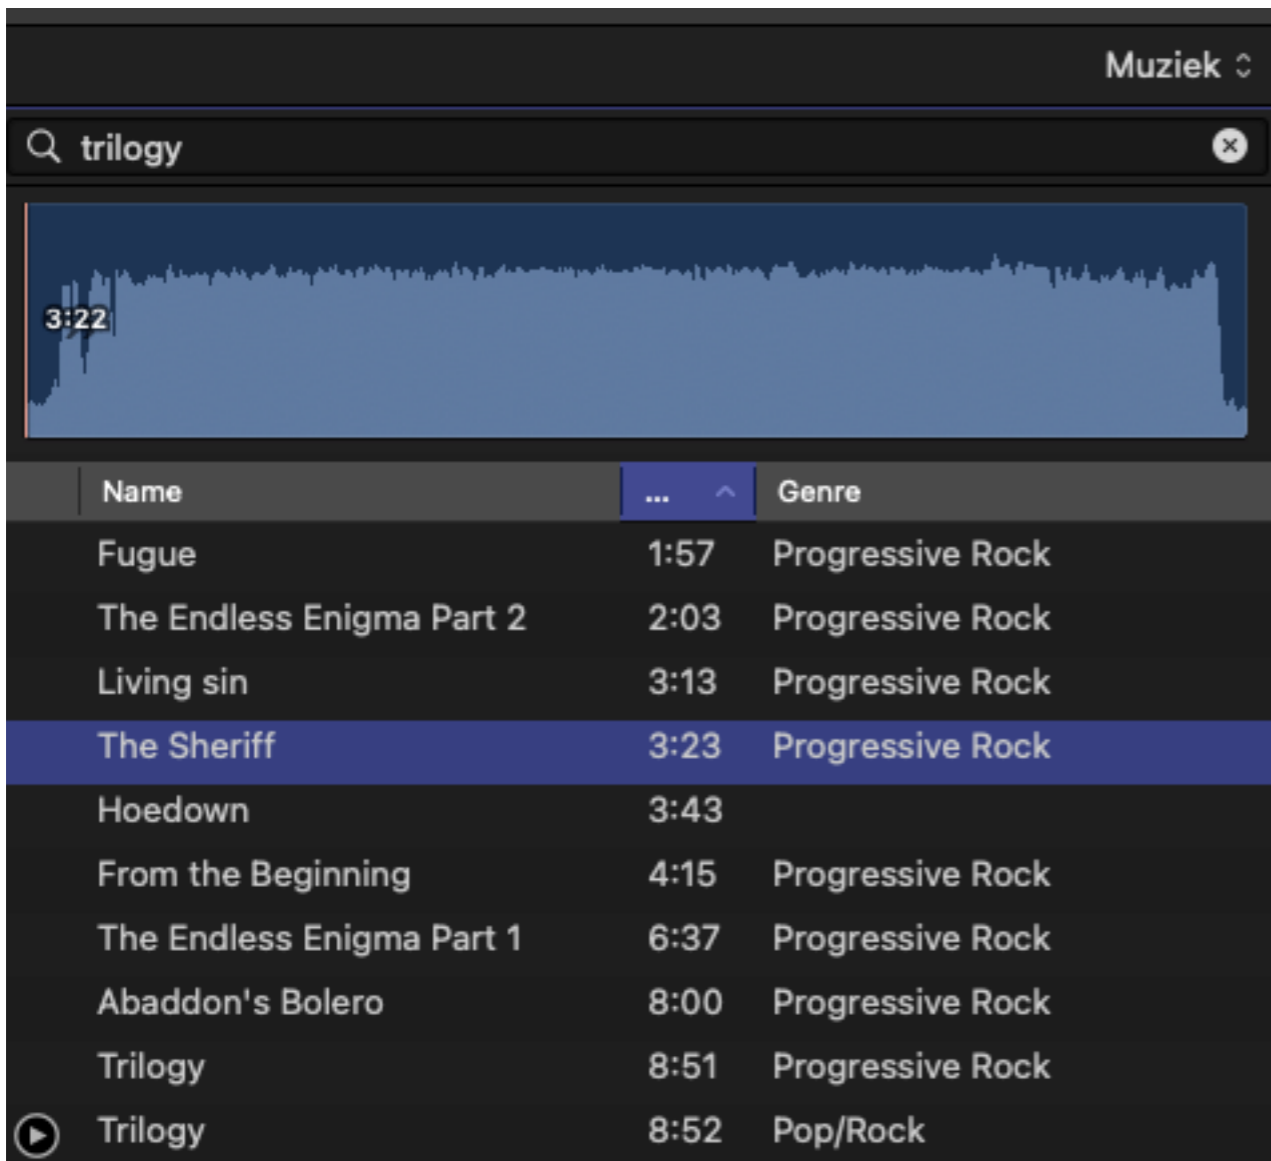 Muziek
trilogy
3:22
Name ... Genre
Fugue 1:57 Progressive Rock
The Endless Enigma Part 2 2:03 Progressive Rock
Living sin 3:13 Progressive Rock
The Sheriff 3:23 Progressive Rock
Hoedown 3:43
From the Beginning 4:15 Progressive Rock
The Endless Enigma Part 1 6:37 Progressive Rock
Abaddon's Bolero 8:00 Progressive Rock
Trilogy 8:51 Progressive Rock
Trilogy 8:52 Pop/Rock